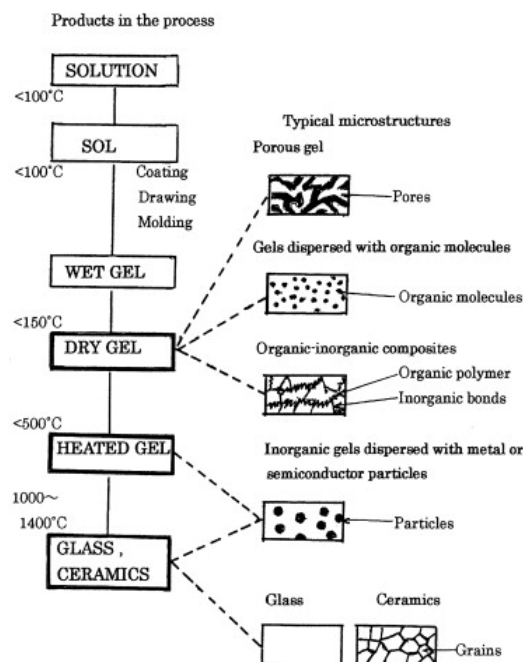 Products in the process
SOLUTION
<100°C
SOL
<100°C
Coating
Drawing
Molding
WET GEL
<150°C
DRY GEL
<500°C
HEATED GEL
1000~
1400°C
GLASS,
CERAMICS
Typical microstructures
Porous gel
Pores
Gels dispersed with organic molecules
Organic molecules
Organic-inorganic composites
Organic polymer
Inorganic bonds
Inorganic gels dispersed with metal or
semiconductor particles
Particles
Glass
Ceramics
Grains